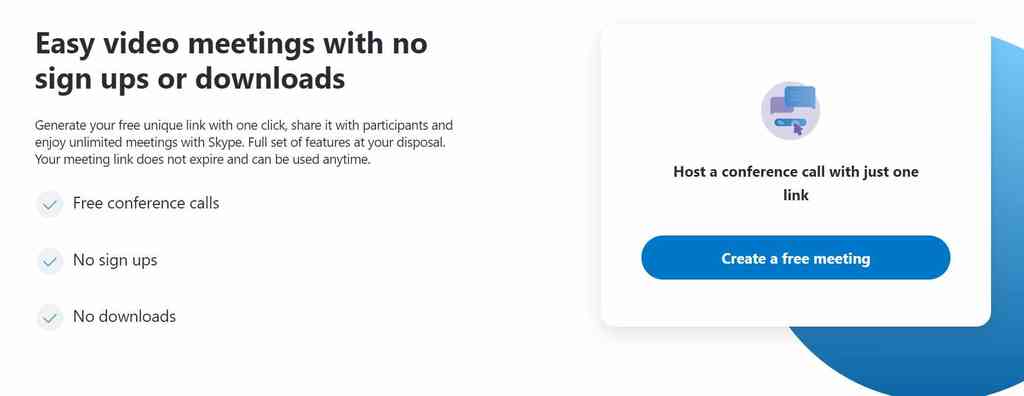 Easy video meetings with no
sign ups or downloads
Generate your free unique link with one click, share it with participants and
enjoy unlimited meetings with Skype. Full set of features at your disposal.
Your meeting link does not expire and can be used anytime.
Free conference calls
No sign ups
No downloads
Host a conference call with just one
link
Create a free meeting